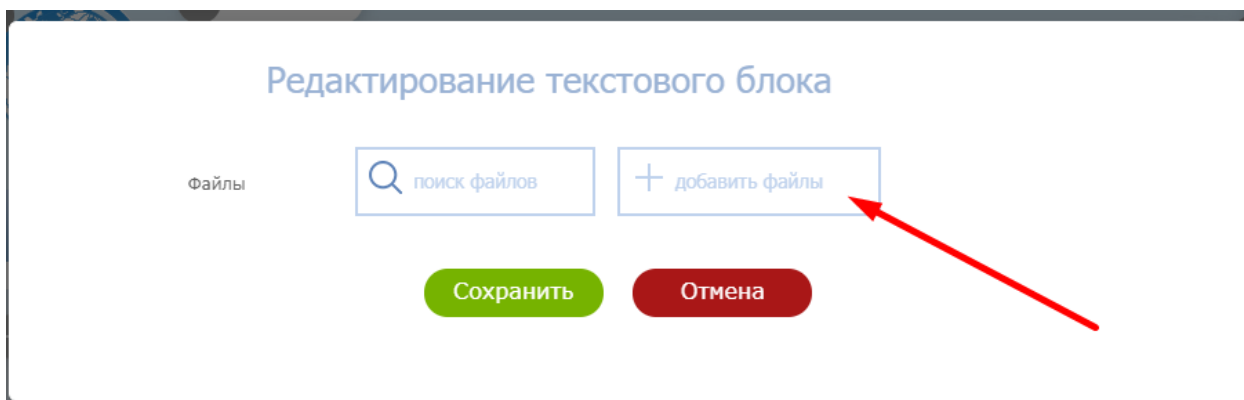 Редактирование текстового блока
Файлы
поиск файлов
добавить файлы
Сохранить
Отмена